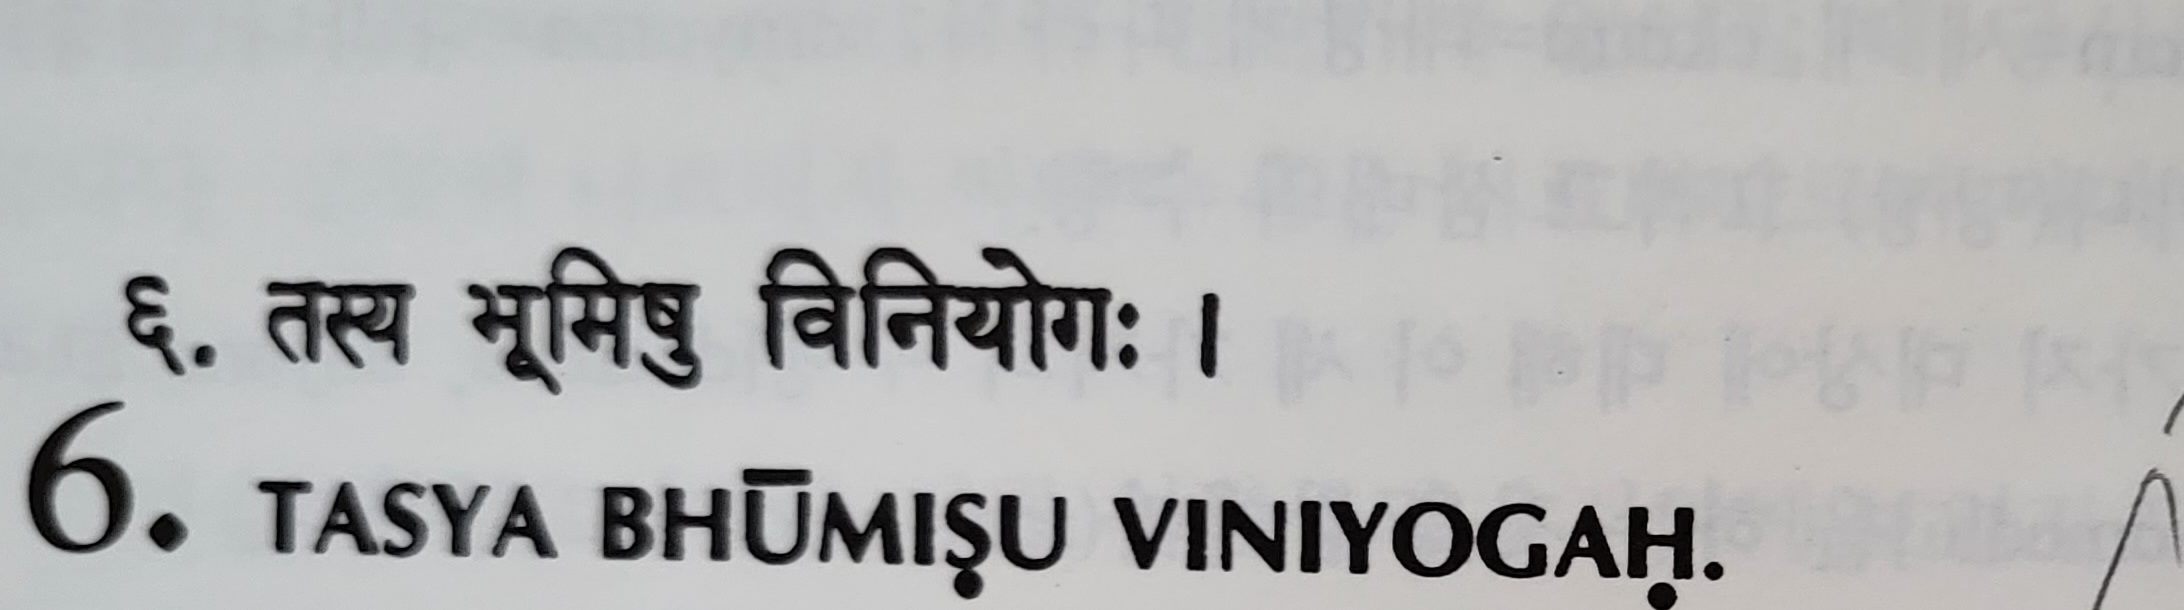 ६. तस्य भूमिषु विनियोगः ।
6. TASYA BHŪMIṢU VINIYOGAḤ.